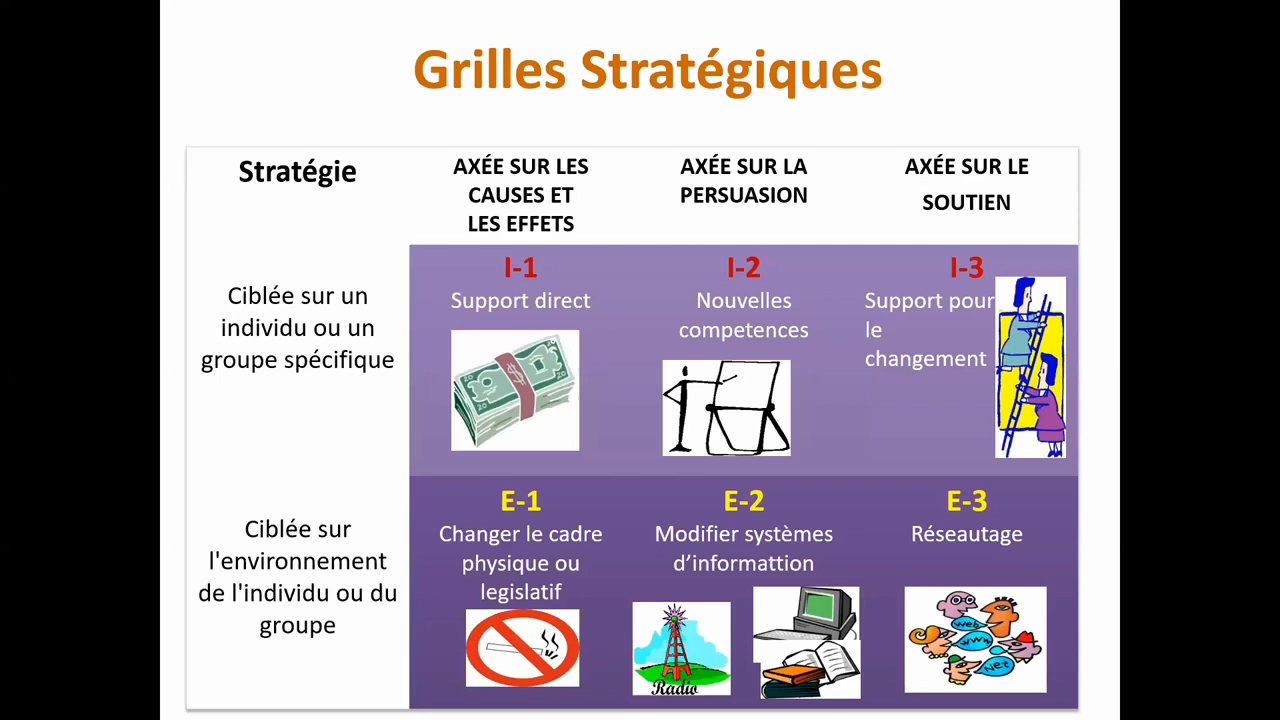 Grilles Stratégiques
Stratégie
AXÉE SUR LES
CAUSES ET
LES EFFETS
AXÉE SUR LA
PERSUASION
AXÉE SUR LE
SOUTIEN
Ciblée sur un
individu ou un
groupe spécifique
I-1
Support direct
20
20
$
I-2
Nouvelles
competences
I-3
Support pour
le
changement
Ciblée sur
l'environnement
de l'individu ou du
groupe
E-1
Changer le cadre
physique ou
legislatif
E-2
Modifier systèmes
d’informattion
Radio
E-3
Réseautage
web
www
Net